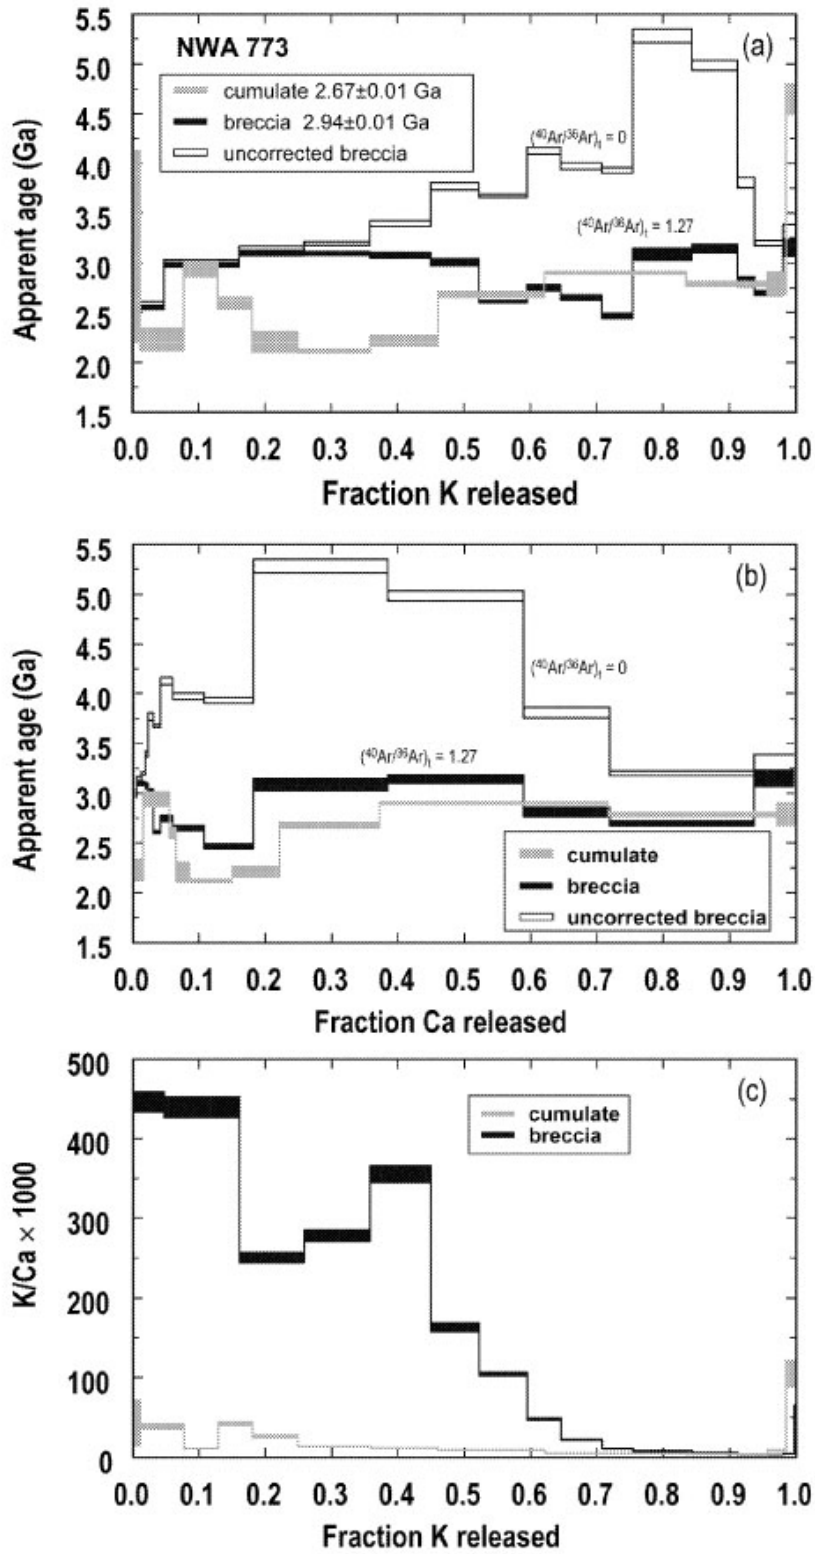 5.5
5.0
4.5
4.0
3.5
3.0
2.5
2.0
1.5
Apparent age (Ga)
NWA 773
(a)
cumulate 2.67±0.01 Ga
breccia 2.94±0.01 Ga
uncorrected breccia
(⁴⁰Ar/³⁶Ar)ₜ = 0
(⁴⁰Ar/³⁶Ar)ₜ = 1.27
0.0 0.1 0.2 0.3 0.4 0.5 0.6 0.7 0.8 0.9 1.0
Fraction K released
5.5
5.0
4.5
4.0
3.5
3.0
2.5
2.0
1.5
Apparent age (Ga)
(b)
(⁴⁰Ar/³⁶Ar)ₜ = 0
(⁴⁰Ar/³⁶Ar)ₜ = 1.27
cumulate
breccia
uncorrected breccia
0.0 0.1 0.2 0.3 0.4 0.5 0.6 0.7 0.8 0.9 1.0
Fraction Ca released
500
400
300
200
100
0
K/Ca × 1000
(c)
cumulate
breccia
0.0 0.1 0.2 0.3 0.4 0.5 0.6 0.7 0.8 0.9 1.0
Fraction K released